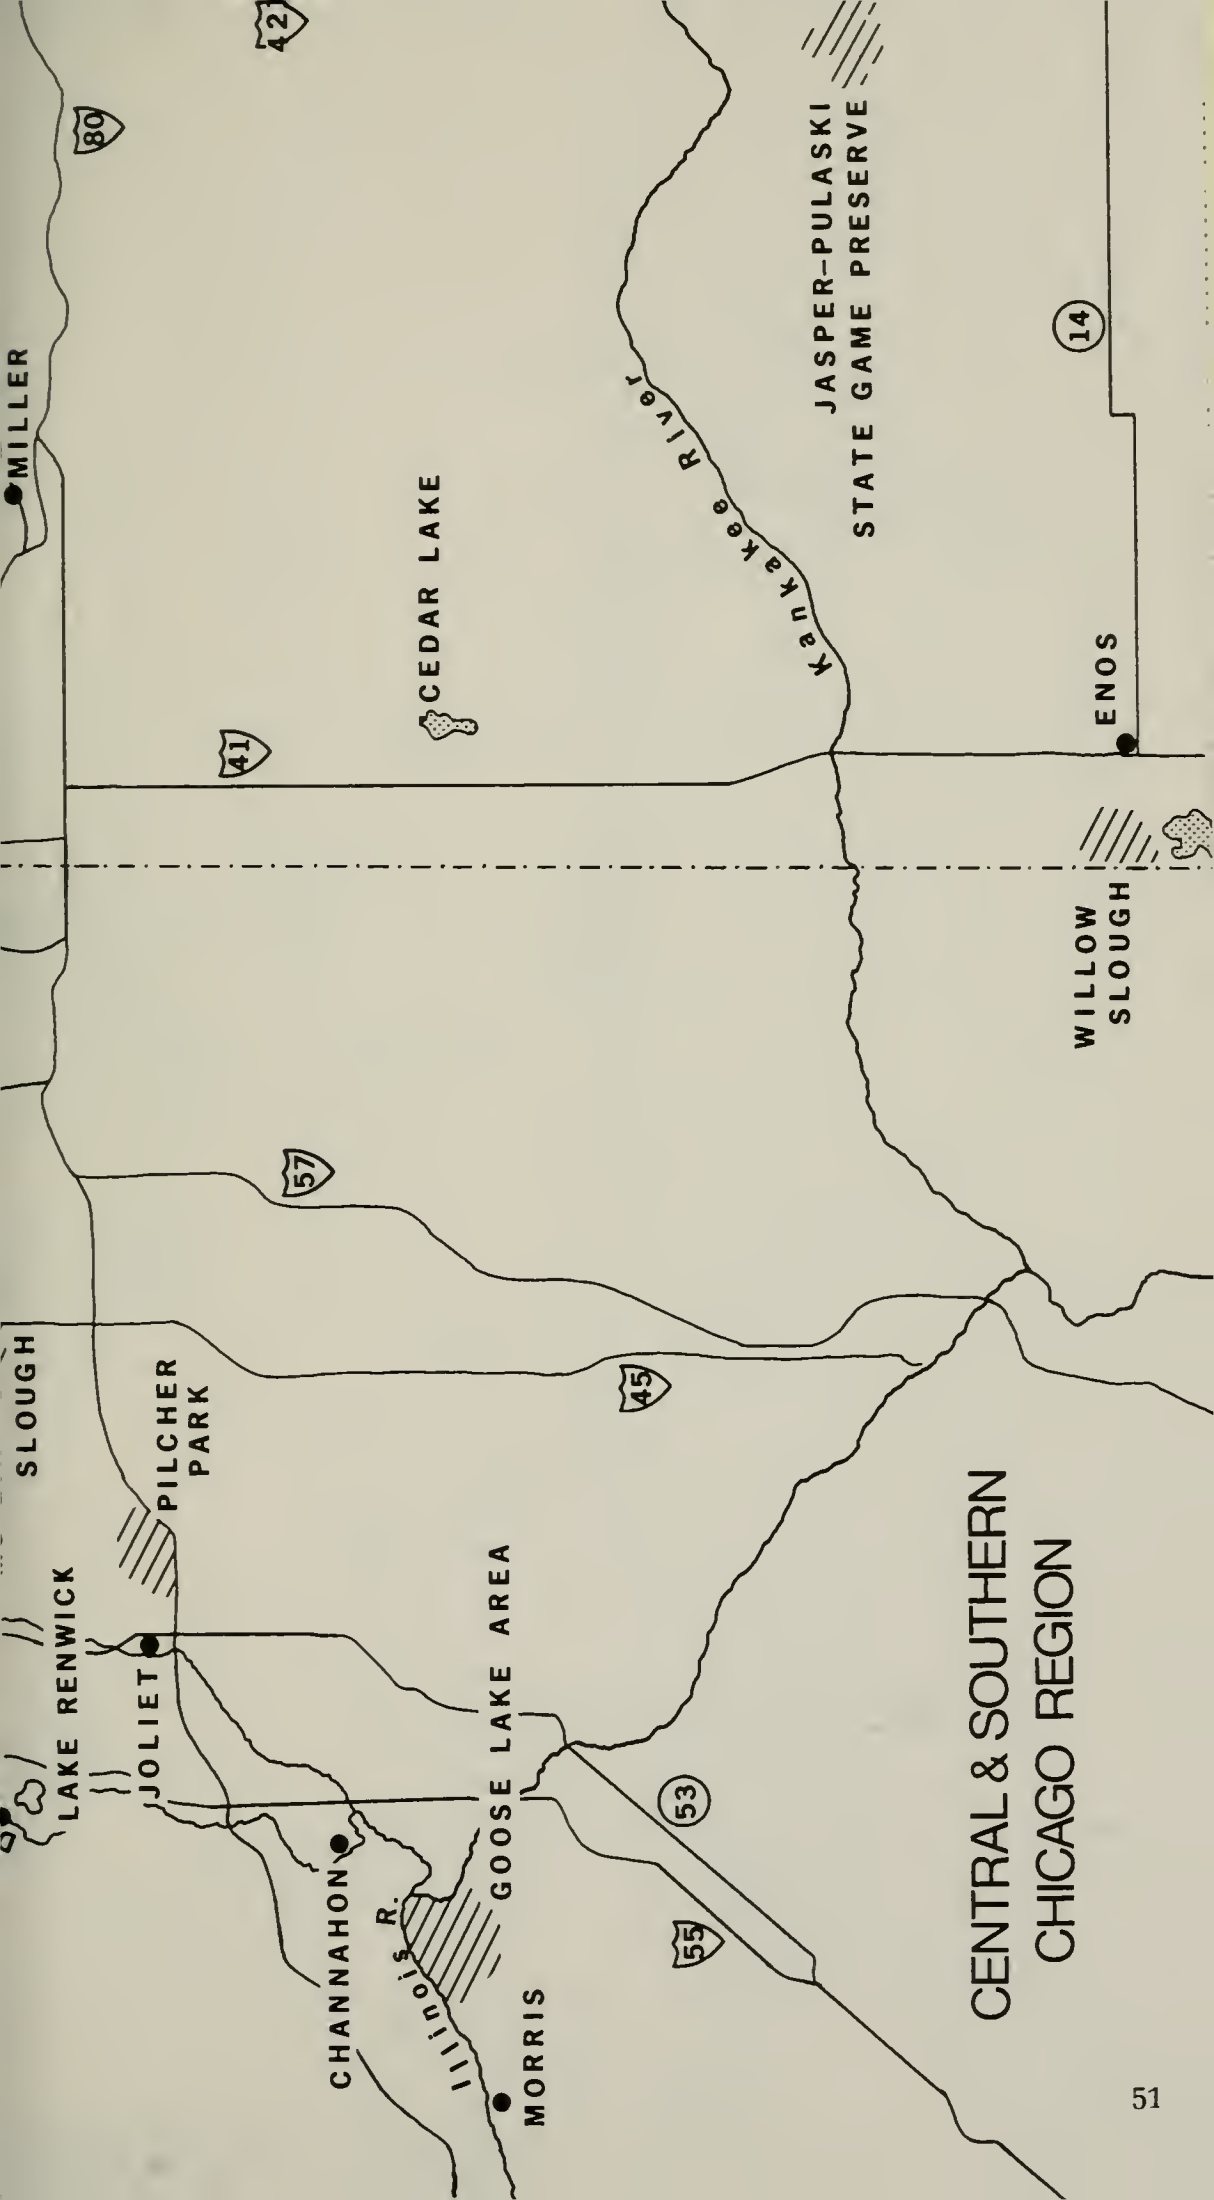 MILLER
80
421
CEDAR LAKE
41
Kankakee River
JASPER–PULASKI
STATE GAME PRESERVE
14
ENOS
WILLOW
SLOUGH
57
45
SLOUGH
PILCHER
PARK
LAKE RENWICK
JOLIET
CHANNAHON
Illinois R.
GOOSE LAKE AREA
MORRIS
53
55
CENTRAL & SOUTHERN
CHICAGO REGION
51